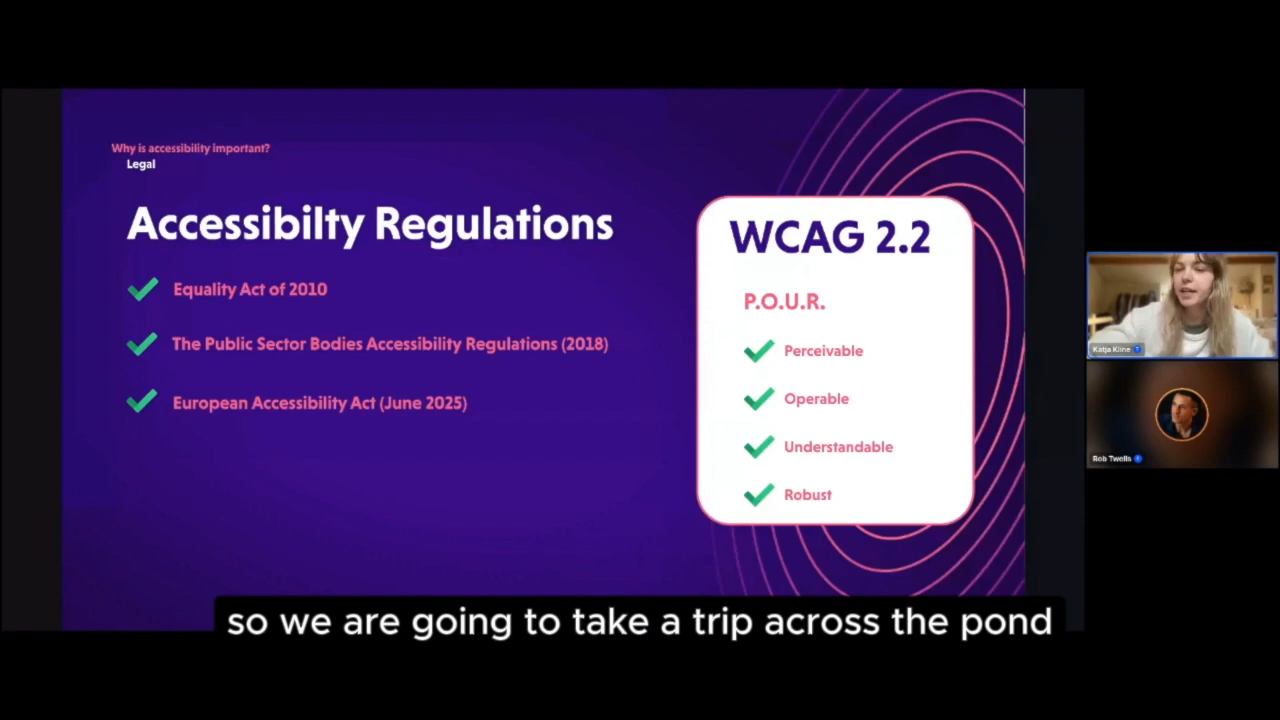 Why is accessibility important?
Legal
Accessibilty Regulations
Equality Act of 2010
The Public Sector Bodies Accessibility Regulations (2018)
European Accessibility Act (June 2025)
WCAG 2.2
P.O.U.R.
Perceivable
Operable
Understandable
Robust
Katja Kline
Rob Twells
so we are going to take a trip across the pond